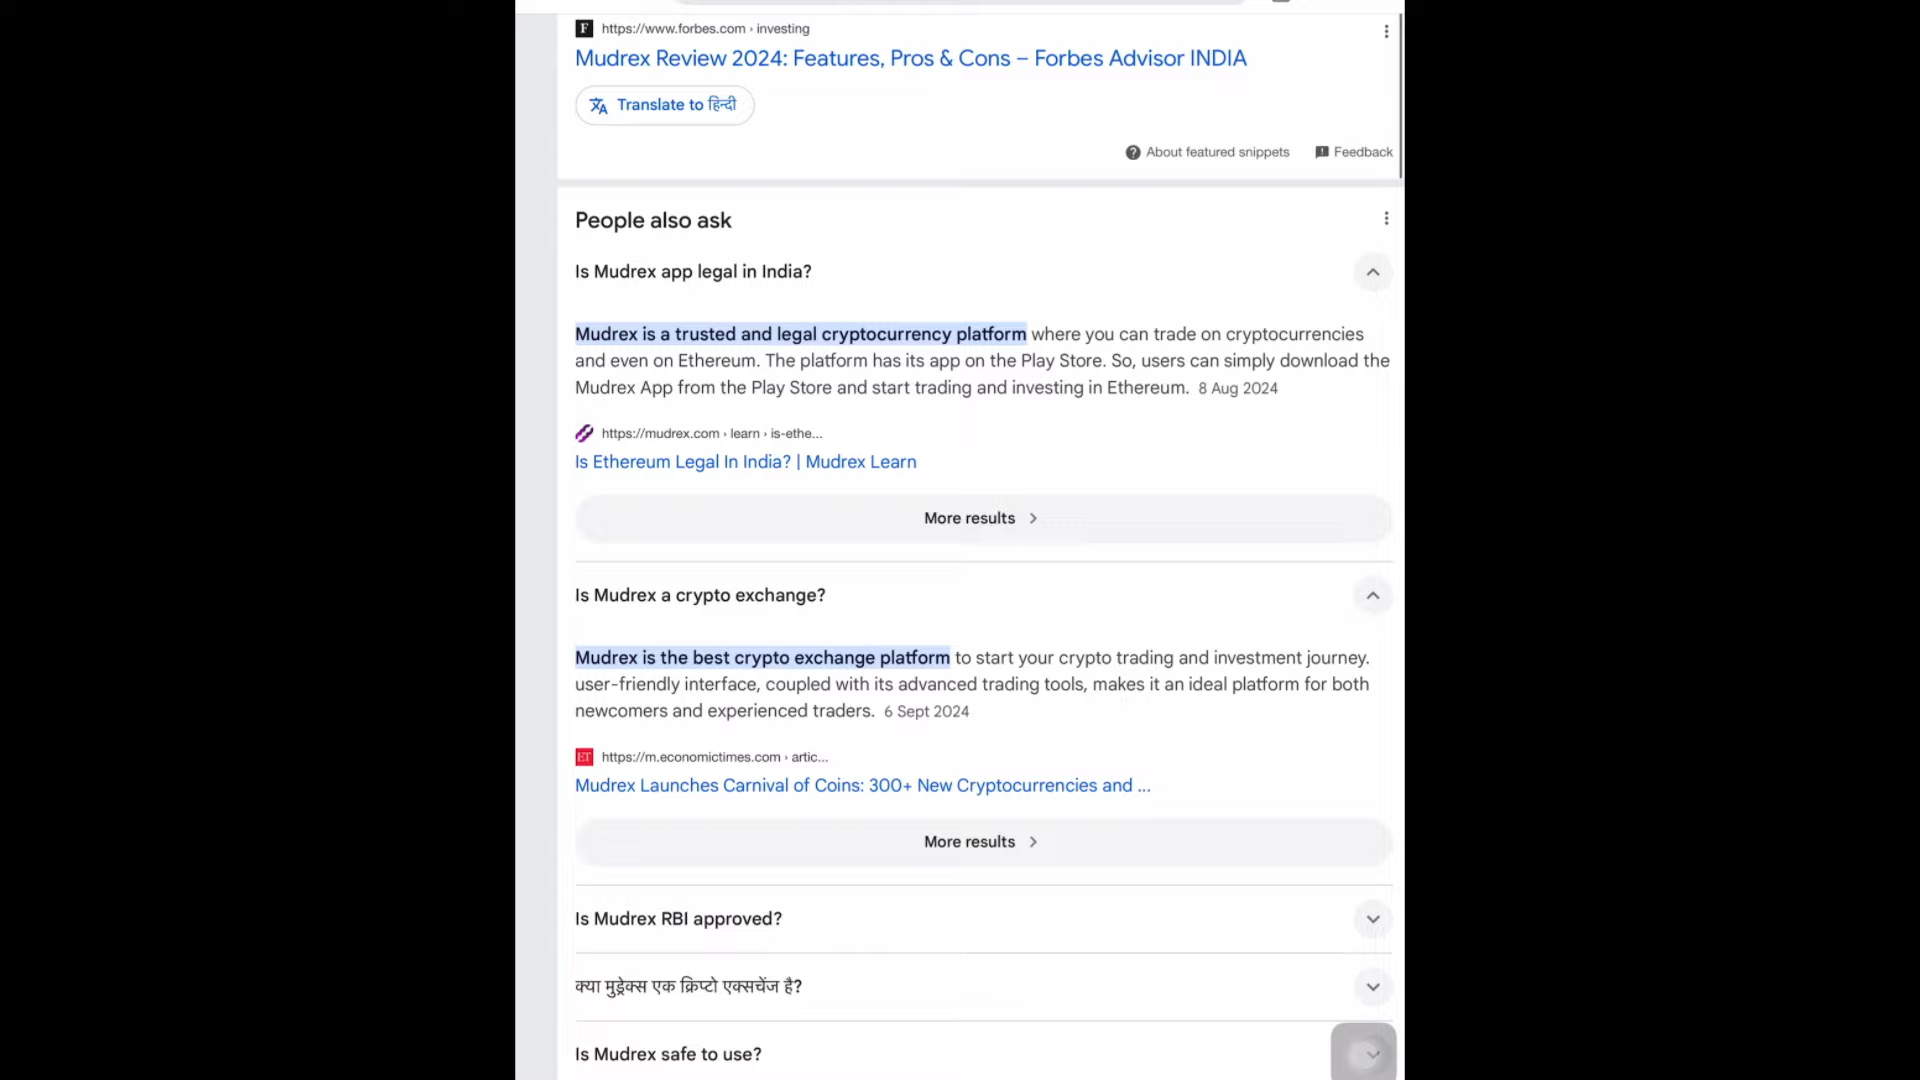 https://www.forbes.com › investing
Mudrex Review 2024: Features, Pros & Cons – Forbes Advisor INDIA
Translate to हिन्दी
About featured snippets Feedback
People also ask
Is Mudrex app legal in India?
Mudrex is a trusted and legal cryptocurrency platform where you can trade on cryptocurrencies
and even on Ethereum. The platform has its app on the Play Store. So, users can simply download the
Mudrex App from the Play Store and start trading and investing in Ethereum. 8 Aug 2024
https://mudrex.com › learn › is-ethe...
Is Ethereum Legal In India? | Mudrex Learn
More results
Is Mudrex a crypto exchange?
Mudrex is the best crypto exchange platform to start your crypto trading and investment journey.
user-friendly interface, coupled with its advanced trading tools, makes it an ideal platform for both
newcomers and experienced traders. 6 Sept 2024
ET https://m.economictimes.com › artic...
Mudrex Launches Carnival of Coins: 300+ New Cryptocurrencies and ...
More results
Is Mudrex RBI approved?
क्या मुड्रेक्स एक क्रिप्टो एक्सचेंज है?
Is Mudrex safe to use?